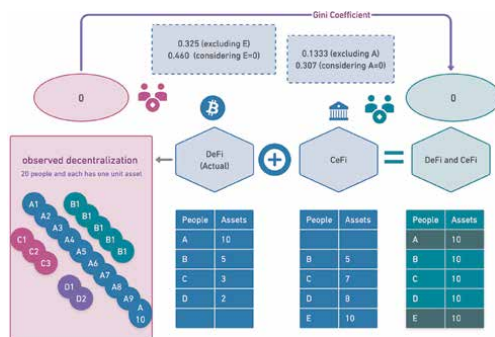 Gini Coefficient
0.325 (excluding E)
0.460 (considering E=0)
0.1333 (excluding A)
0.307 (considering A=0)
0
0
observed decentralization
20 people and each has one unit asset
DeFi
(Actual)
CeFi
DeFi and CeFi
A1
A2
A3
A4
A5
A6
A7
A8
A9
A
10
B1
B1
B1
B1
B1
C1
C2
C3
D1
D2
People Assets
A 10
B 5
C 3
D 2
People Assets
B 5
C 7
D 8
E 10
People Assets
A 10
B 10
C 10
D 10
E 10